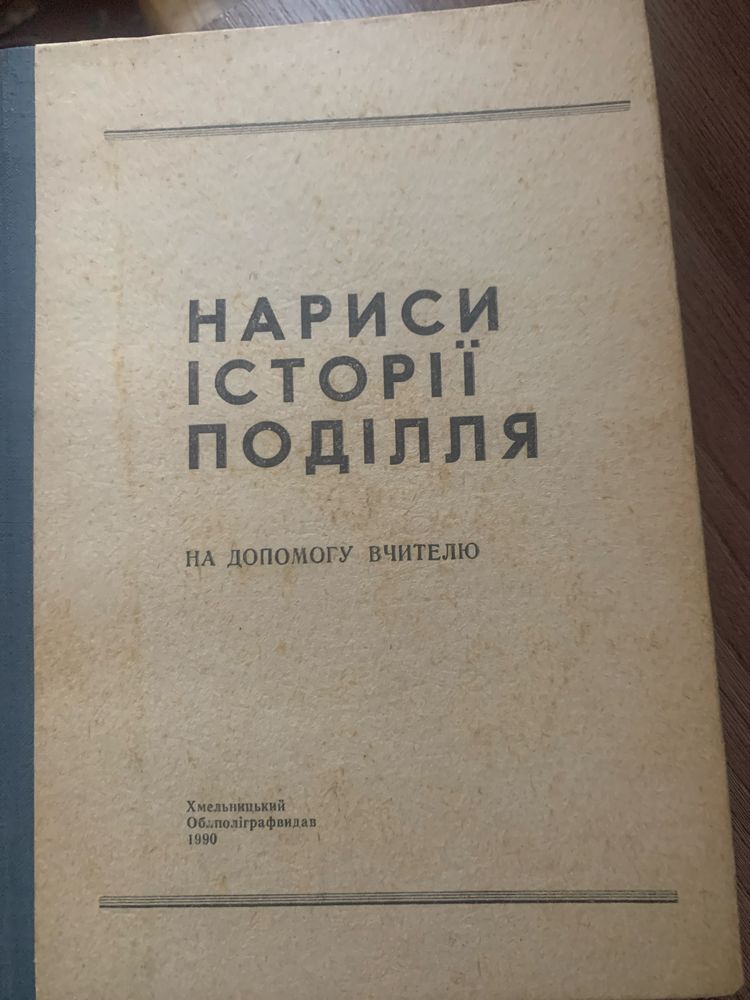 НАРИСИ
ІСТОРІЇ
ПОДІЛЛЯ
НА ДОПОМОГУ ВЧИТЕЛЮ
Хмельницький
Облполіграфвидав
1990